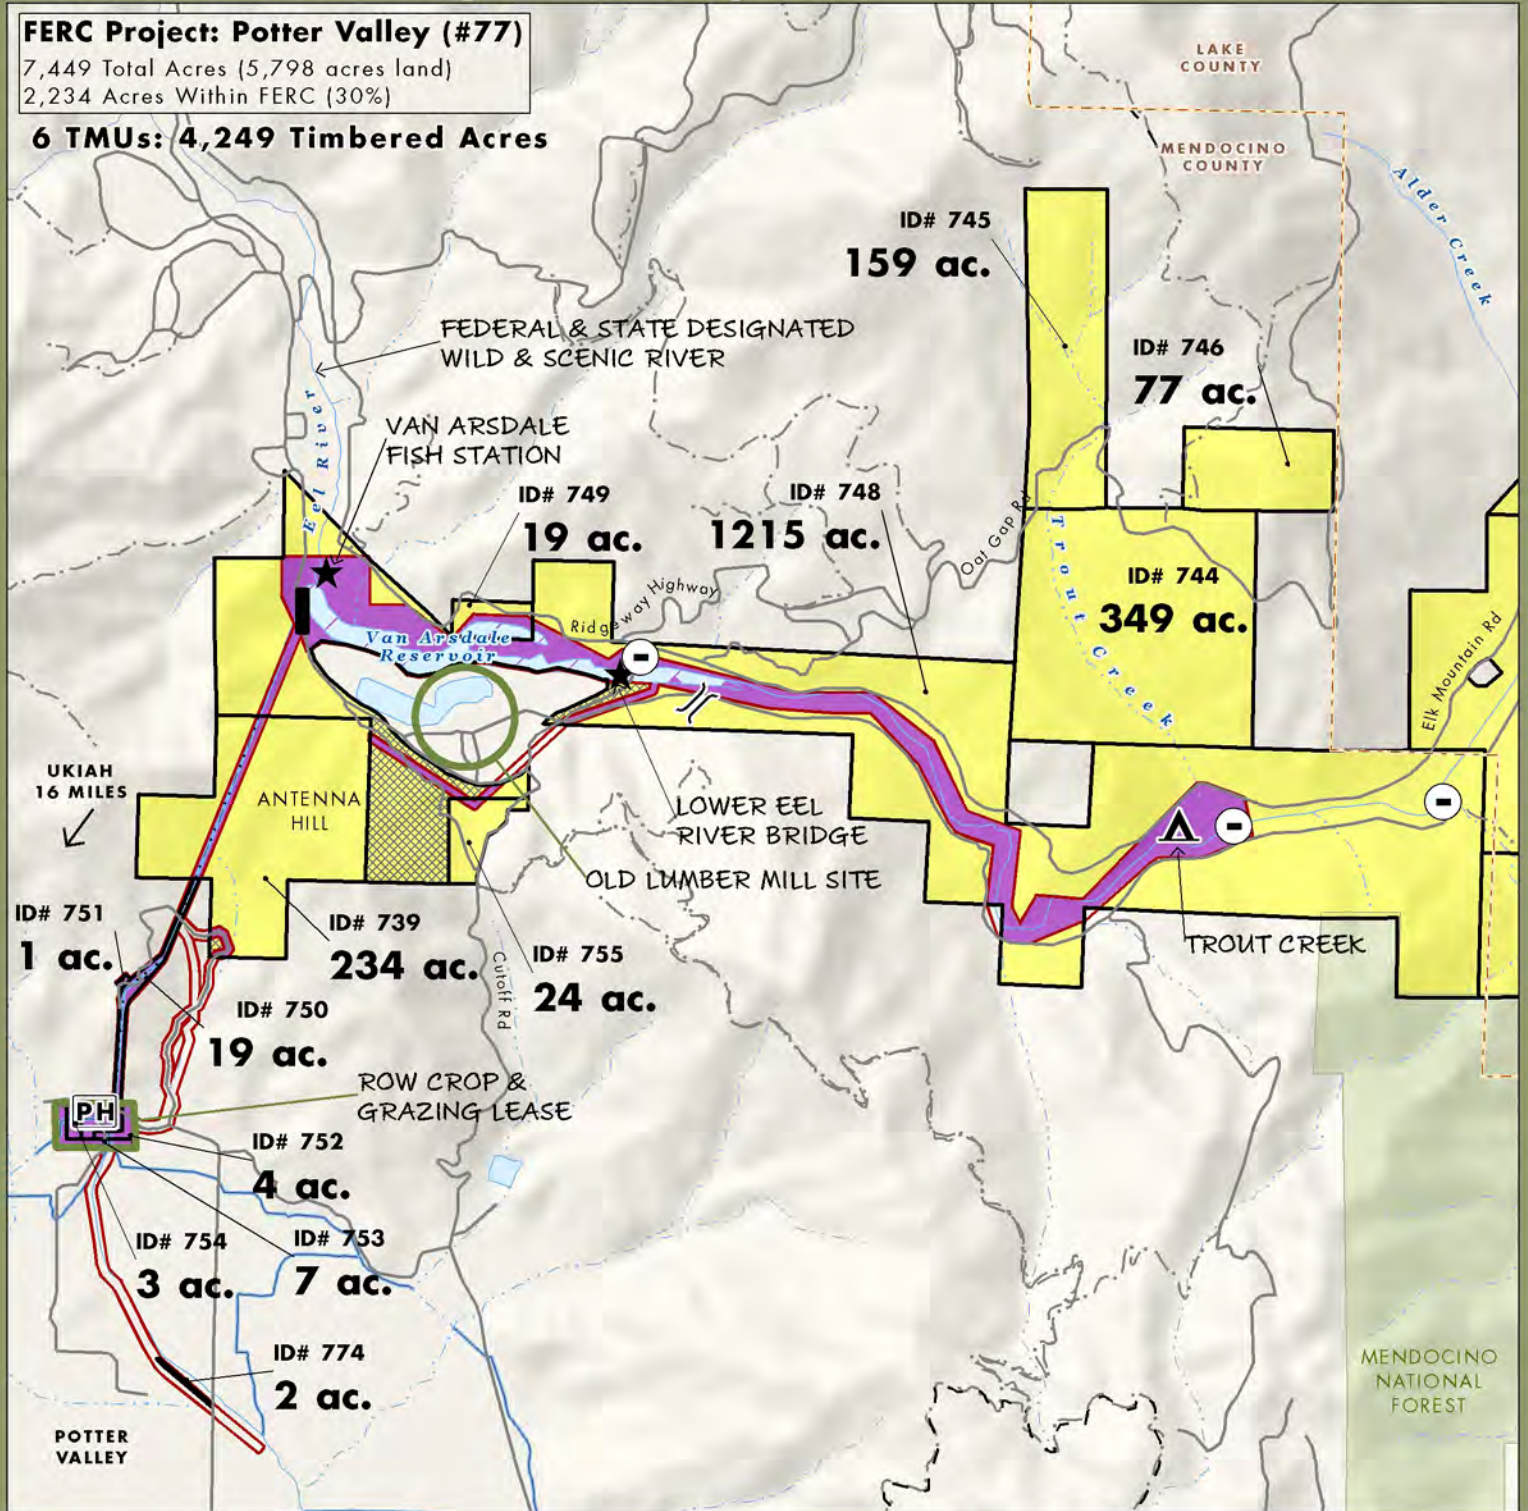 FERC Project: Potter Valley (#77)
7,449 Total Acres (5,798 acres land)
2,234 Acres Within FERC (30%)
6 TMUs: 4,249 Timbered Acres
LAKE
COUNTY
MENDOCINO
COUNTY
Alder Creek
ID# 745
159 ac.
ID# 746
77 ac.
FEDERAL & STATE DESIGNATED
WILD & SCENIC RIVER
Eel River
VAN ARSDALE
FISH STATION
ID# 749
19 ac.
ID# 748
1215 ac.
Oat Gap Rd
Trout Creek
ID# 744
349 ac.
Ridgeway Highway
Van Arsdale
Reservoir
Elk Mountain Rd
UKIAH
16 MILES
ANTENNA
HILL
LOWER EEL
RIVER BRIDGE
OLD LUMBER MILL SITE
TROUT CREEK
ID# 751
1 ac.
ID# 739
234 ac.
ID# 755
24 ac.
Cutoff Rd
ID# 750
19 ac.
ROW CROP &
GRAZING LEASE
PH
ID# 752
4 ac.
ID# 754
3 ac.
ID# 753
7 ac.
ID# 774
2 ac.
POTTER
VALLEY
MENDOCINO
NATIONAL
FOREST